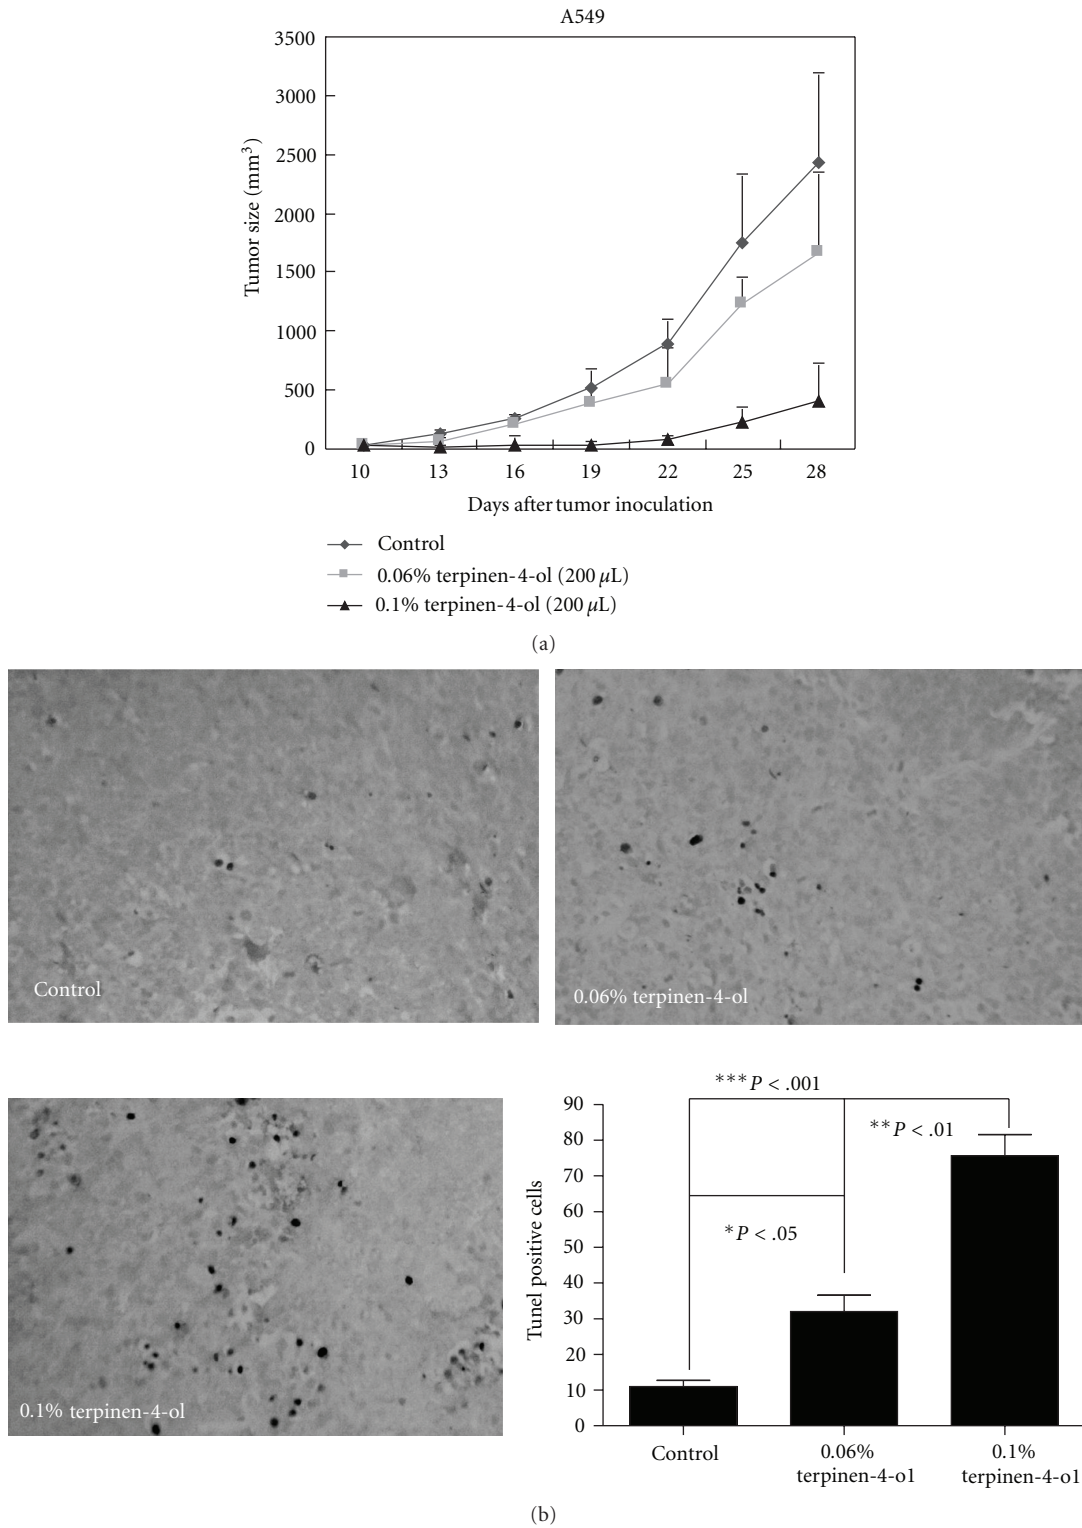 A549
3500
3000
2500
2000
1500
1000
500
0
Tumor size (mm³)
10 13 16 19 22 25 28
Days after tumor inoculation
Control
0.06% terpinen-4-ol (200 µL)
0.1% terpinen-4-ol (200 µL)
(a)
Control
0.06% terpinen-4-ol
0.1% terpinen-4-ol
***P < .001
**P < .01
*P < .05
90
80
70
60
50
40
30
20
10
0
Tunel positive cells
Control
0.06%
terpinen-4-o1
0.1%
terpinen-4-o1
(b)